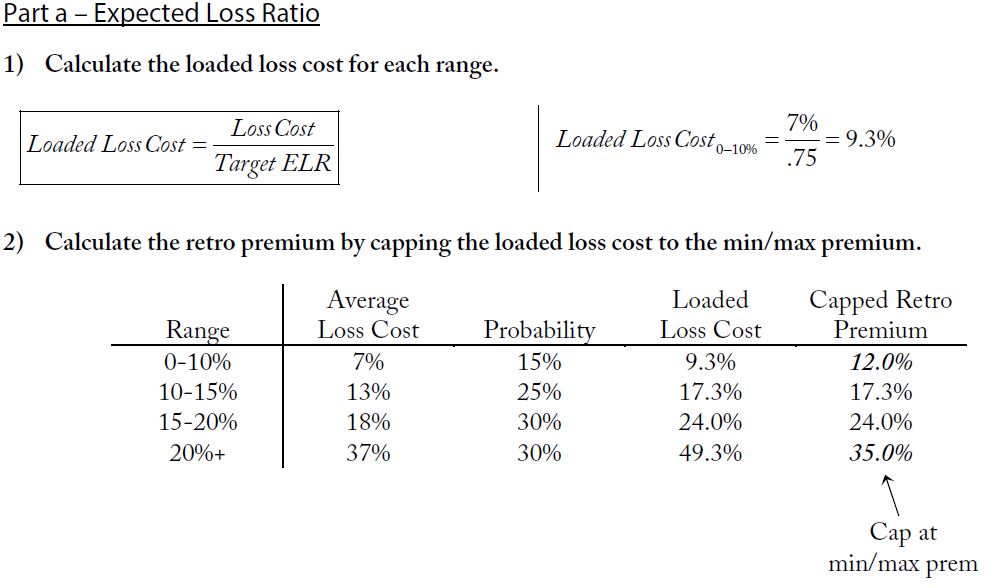 Part a – Expected Loss Ratio
1) Calculate the loaded loss cost for each range.
Loaded Loss Cost = Loss Cost / Target ELR
Loaded Loss Cost 0–10% = 7% / .75 = 9.3%
2) Calculate the retro premium by capping the loaded loss cost to the min/max premium.
Average Loaded Capped Retro
Range Loss Cost Probability Loss Cost Premium
0-10% 7% 15% 9.3% 12.0%
10-15% 13% 25% 17.3% 17.3%
15-20% 18% 30% 24.0% 24.0%
20%+ 37% 30% 49.3% 35.0%
Cap at
min/max prem